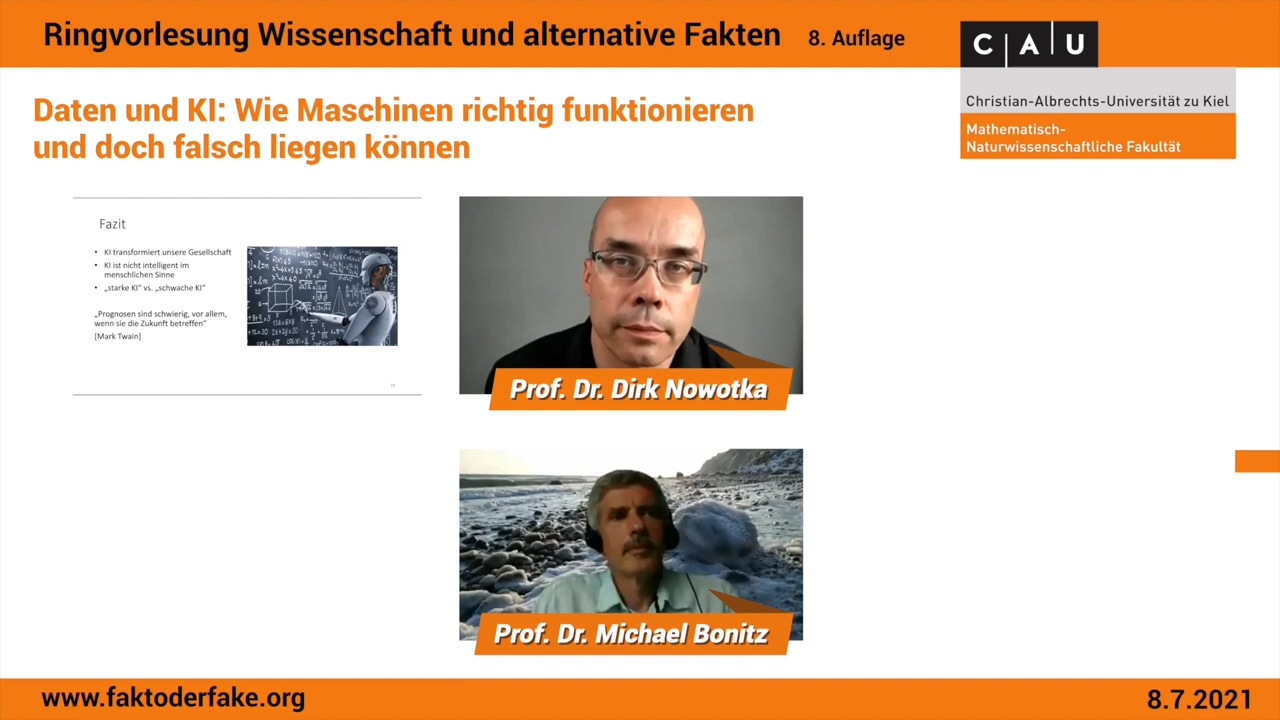 Ringvorlesung Wissenschaft und alternative Fakten 8. Auflage
C A U
Christian-Albrechts-Universität zu Kiel
Mathematisch-
Naturwissenschaftliche Fakultät
Daten und KI: Wie Maschinen richtig funktionieren
und doch falsch liegen können
Fazit
• KI transformiert unsere Gesellschaft
• KI ist nicht intelligent im
menschlichen Sinne
• „starke KI" vs. „schwache KI"
„Prognosen sind schwierig, vor allem,
wenn sie die Zukunft betreffen"
[Mark Twain]
Prof. Dr. Dirk Nowotka
Prof. Dr. Michael Bonitz
www.faktoderfake.org
8.7.2021